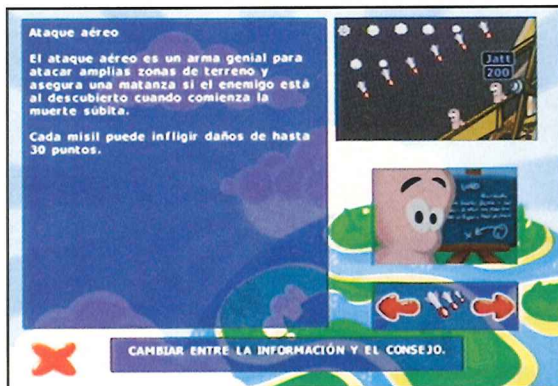 Ataque aéreo
El ataque aéreo es un arma genial para
atacar amplias zonas de terreno y
asegura una matanza si el enemigo está
al descubierto cuando comienza la
muerte súbita.
Cada misil puede infligir daños de hasta
30 puntos.
Jatt
200
CAMBIAR ENTRE LA INFORMACIÓN Y EL CONSEJO.